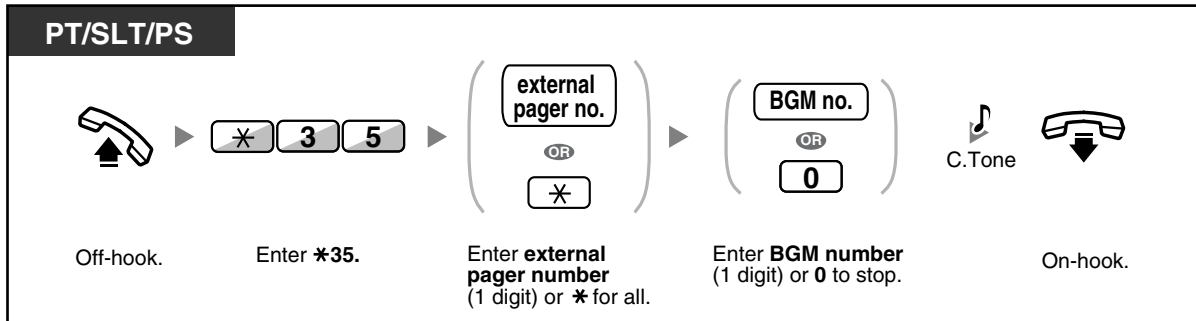 PT/SLT/PS
✳ 3 5
external
pager no.
OR
✳
BGM no.
OR
0
C.Tone
Off-hook.
Enter ✳35.
Enter external
pager number
(1 digit) or ✳ for all.
Enter BGM number
(1 digit) or 0 to stop.
On-hook.